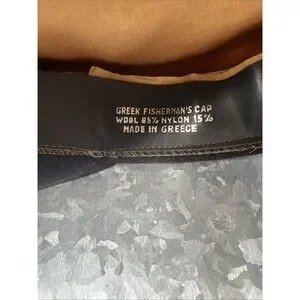 GREEK FISHERMAN'S CAP
WOOL 85% NYLON 15%
MADE IN GREECE